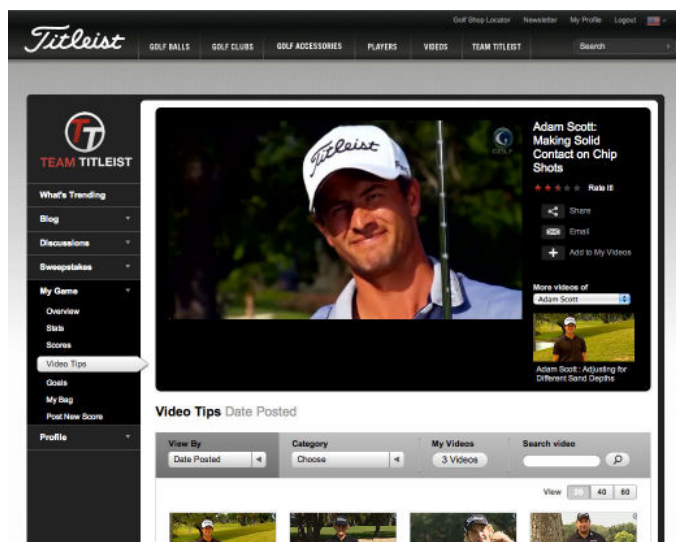 Golf Shop Locator Newsletter My Profile Logout
Titleist
GOLF BALLS GOLF CLUBS GOLF ACCESSORIES PLAYERS VIDEOS TEAM TITLEIST Search
TT
TEAM TITLEIST
What's Trending
Blog
Discussions
Sweepstakes
My Game
Overview
Stats
Scores
Video Tips
Goals
My Bag
Post New Score
Profile
Titleist
GOLF
Adam Scott:
Making Solid
Contact on Chip
Shots
Rate It!
Share
Email
Add to My Videos
More videos of
Adam Scott
Adam Scott : Adjusting for
Different Sand Depths
Video Tips Date Posted
View By Category My Videos Search video
Date Posted Choose 3 Videos
View 20 40 60